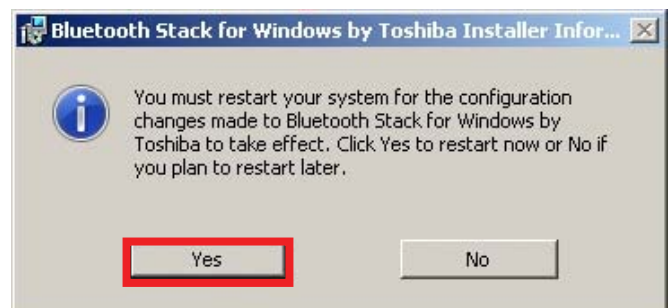 Bluetooth Stack for Windows by Toshiba Installer Infor...
You must restart your system for the configuration
changes made to Bluetooth Stack for Windows by
Toshiba to take effect. Click Yes to restart now or No if
you plan to restart later.
Yes No